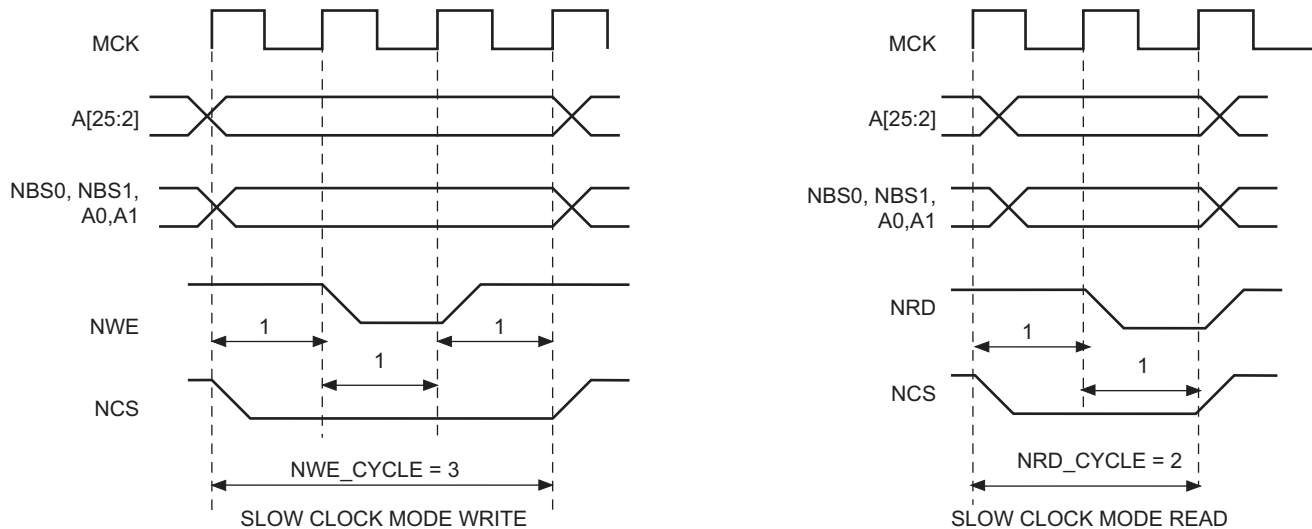 MCK
A[25:2]
NBS0, NBS1,
A0,A1
NWE
1
1
1
NCS
NWE_CYCLE = 3
SLOW CLOCK MODE WRITE
MCK
A[25:2]
NBS0, NBS1,
A0,A1
NRD
1
1
NCS
NRD_CYCLE = 2
SLOW CLOCK MODE READ